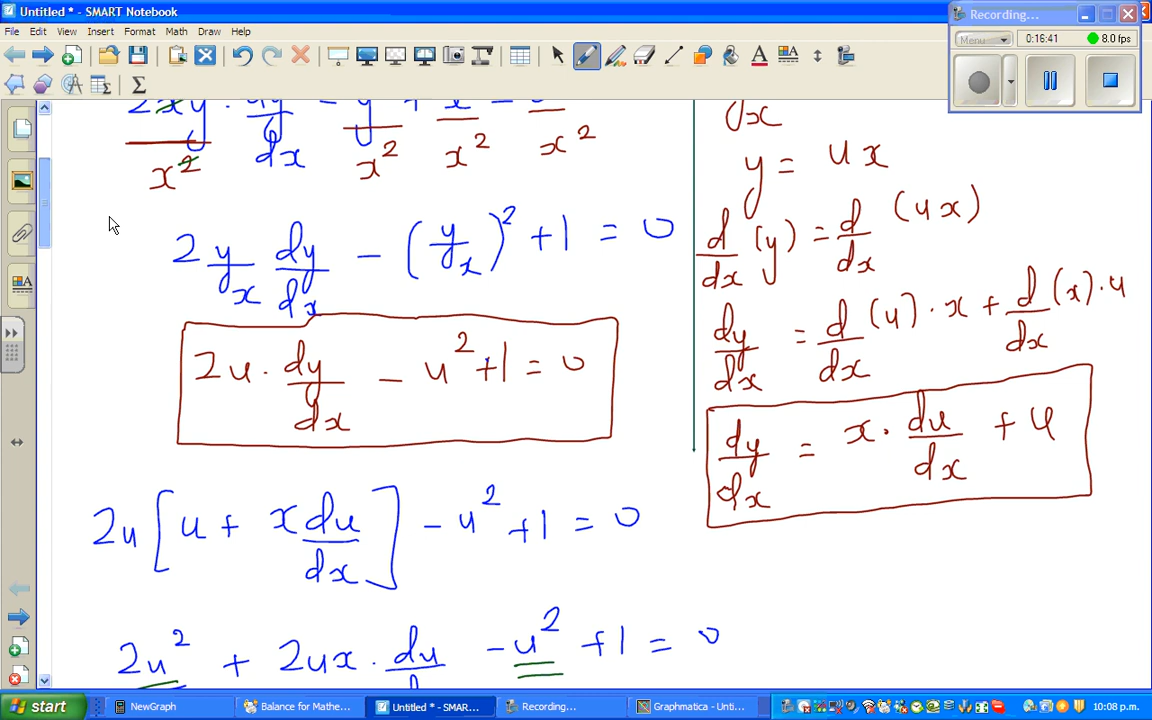 Untitled * - SMART Notebook
File Edit View Insert Format Math Draw Help
Recording...
Menu 0:16:41 8.0 fps
2xy · dy/dx
x² x² x² x²
2 y/x dy/dx - (y/x)² + 1 = 0
2u · dy/dx - u² + 1 = 0
2u [u + x du/dx] - u² + 1 = 0
2u² + 2ux · du - u² + 1 = 0
dx
y = ux
d/dx (y) = d/dx (ux)
dy/dx = d/dx (u) · x + d/dx (x) · u
dy/dx = x · du/dx + u
start NewGraph Balance for Mathe... Untitled * - SMAR... Recording... Graphmatica - Unti... 10:08 p.m.